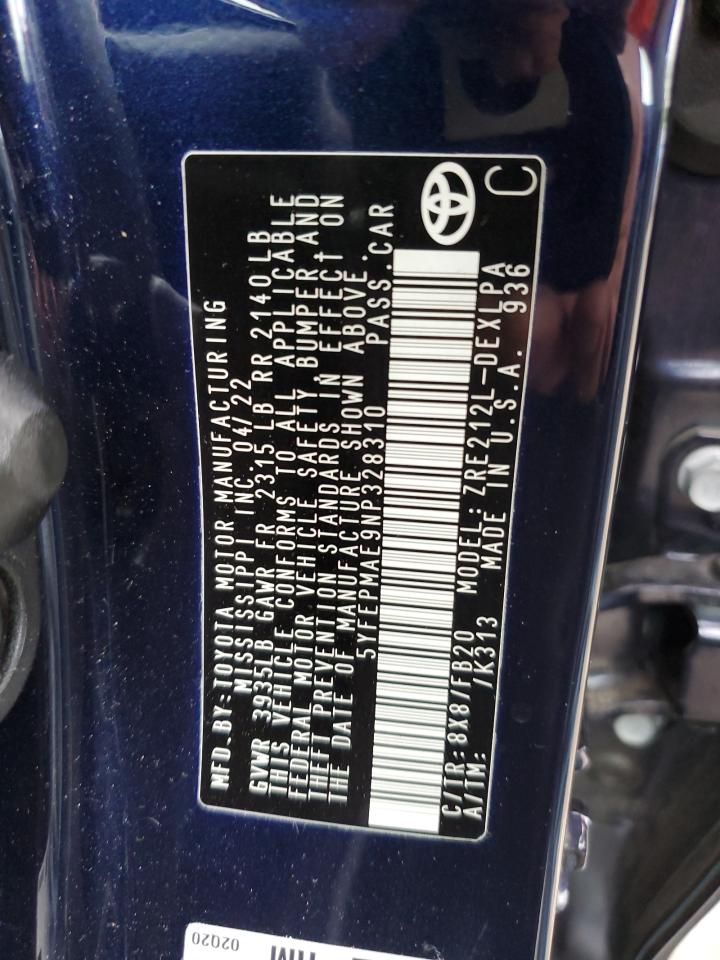 MFD.BY:TOYOTA MOTOR MANUFACTURING
MISSISSIPPI INC. 04/22
GVWR 3935LB GAWR FR 2315 LB RR 2140 LB
THIS VEHICLE CONFORMS TO ALL APPLICABLE
FEDERAL MOTOR VEHICLE SAFETY, BUMPER AND
THEFT PREVENTION STANDARDS IN EFFECT ON
THE DATE OF MANUFACTURE SHOWN ABOVE.
5YFEPMAE9NP328310 PASS.CAR
C/TR: 8X8/FB20 MODEL: ZRE212L-DEXLPA
A/TM: /K313 MADE IN U.S.A. 936
C
02Q20